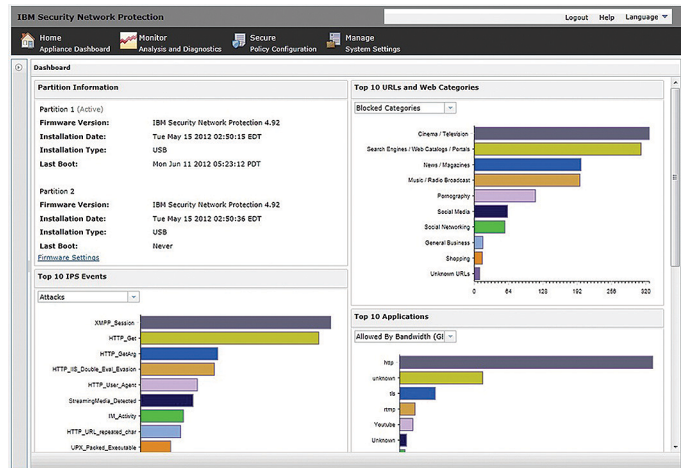 IBM Security Network Protection
Logout Help Language
Home
Appliance Dashboard
Monitor
Analysis and Diagnostics
Secure
Policy Configuration
Manage
System Settings
Dashboard
Partition Information
Partition 1 (Active)
Firmware Version: IBM Security Network Protection 4.92
Installation Date: Tue May 15 2012 02:50:15 EDT
Installation Type: USB
Last Boot: Mon Jun 11 2012 05:23:12 PDT
Partition 2
Firmware Version: IBM Security Network Protection 4.92
Installation Date: Tue May 15 2012 02:50:36 EDT
Installation Type: USB
Last Boot: Never
Firmware Settings
Top 10 IPS Events
Attacks
XMPP_Session
HTTP_Get
HTTP_GetArg
HTTP_IIS_Double_Eval_Evasion
HTTP_User_Agent
StreamingMedia_Detected
IM_Activity
HTTP_URL_repeated_char
UPX_Packed_Executable
Top 10 URLs and Web Categories
Blocked Categories
Cinema / Television
Search Engines / Web Catalogs / Portals
News / Magazines
Music / Radio Broadcast
Pornography
Social Media
Social Networking
General Business
Shopping
Unknown URLs
0 64 128 192 256 320
Top 10 Applications
Allowed By Bandwidth
http
unknown
tls
rtmp
Youtube
Unknown